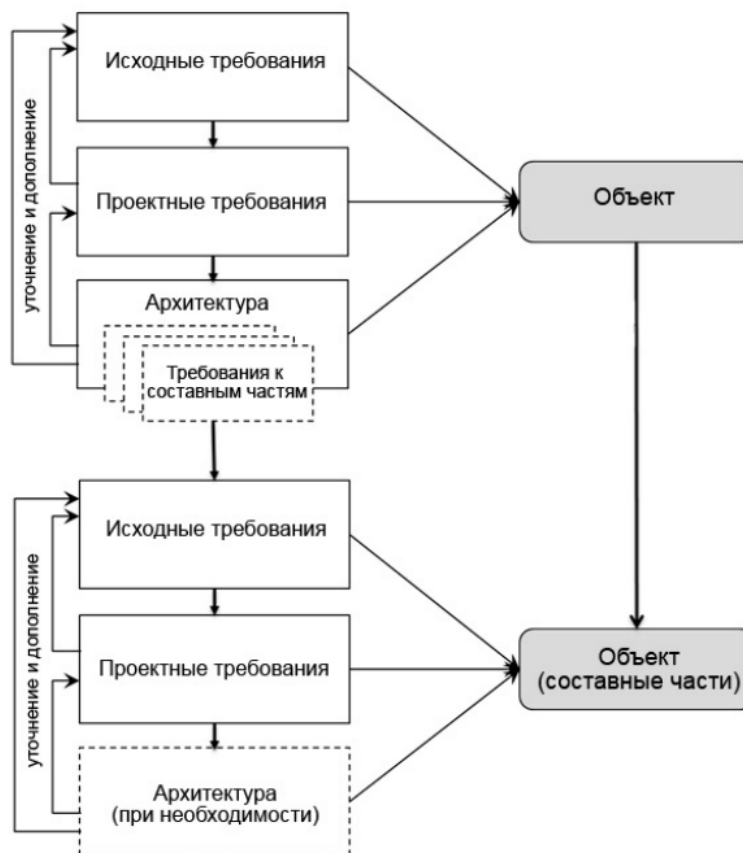 Исходные требования
уточнение и дополнение
Проектные требования
Объект
Архитектура
Требования к
составным частям
Исходные требования
уточнение и дополнение
Проектные требования
Объект
(составные части)
Архитектура
(при необходимости)